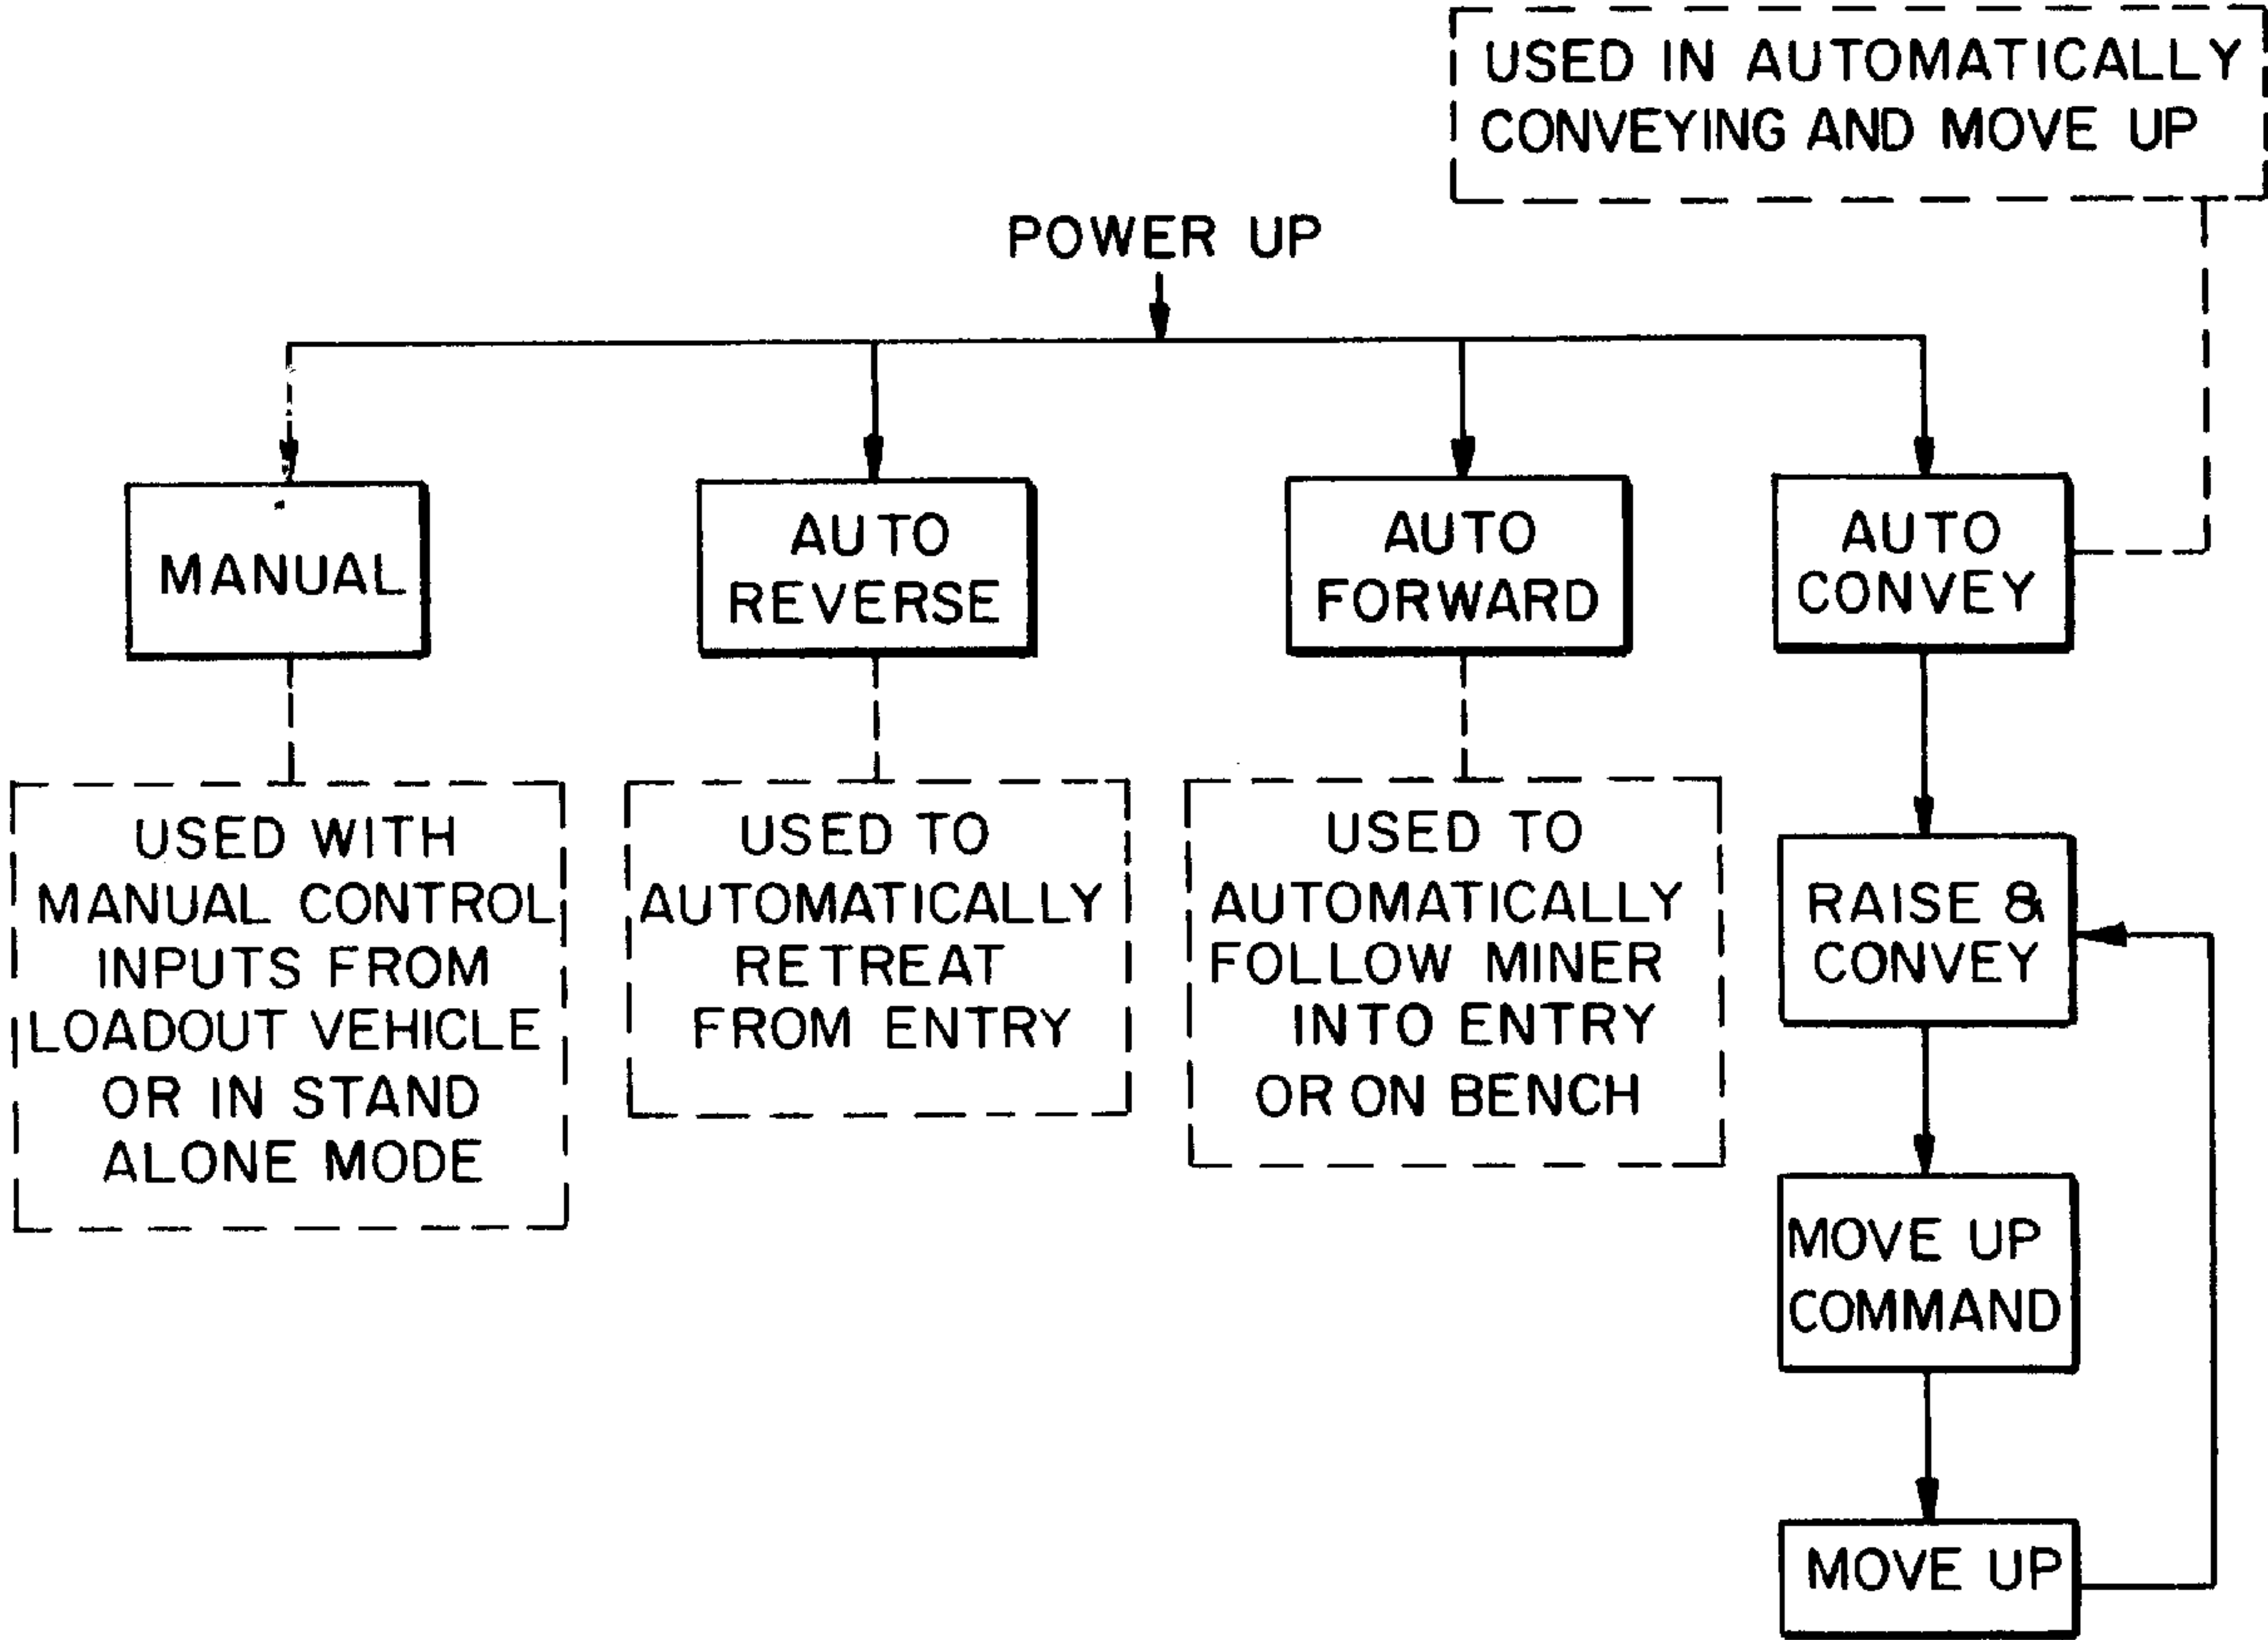 USED IN AUTOMATICALLY
CONVEYING AND MOVE UP
POWER UP
MANUAL
AUTO
REVERSE
AUTO
FORWARD
AUTO
CONVEY
USED WITH
MANUAL CONTROL
INPUTS FROM
LOADOUT VEHICLE
OR IN STAND
ALONE MODE
USED TO
AUTOMATICALLY
RETREAT
FROM ENTRY
USED TO
AUTOMATICALLY
FOLLOW MINER
INTO ENTRY
OR ON BENCH
RAISE &
CONVEY
MOVE UP
COMMAND
MOVE UP